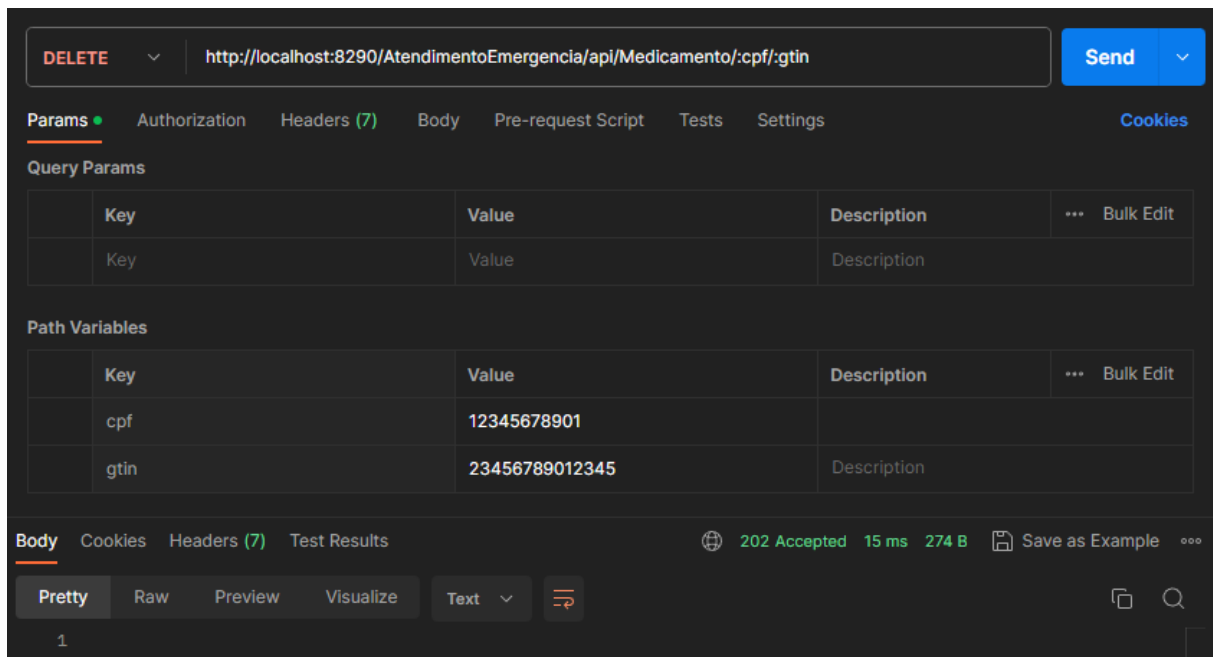 DELETE http://localhost:8290/AtendimentoEmergencia/api/Medicamento/:cpf/:gtin Send
Params Authorization Headers (7) Body Pre-request Script Tests Settings Cookies
Query Params
Key Value Description ••• Bulk Edit
Key Value Description
Path Variables
Key Value Description ••• Bulk Edit
cpf 12345678901
gtin 23456789012345 Description
Body Cookies Headers (7) Test Results 202 Accepted 15 ms 274 B Save as Example •••
Pretty Raw Preview Visualize Text
1